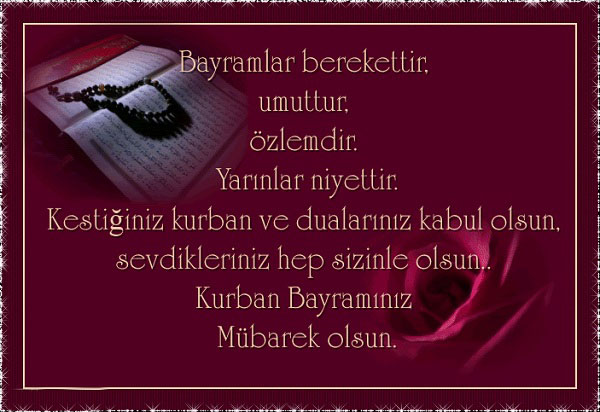 Bayramlar berekettir,
umuttur,
özlemdir.
Yarınlar niyettir.
Kestiğiniz kurban ve dualarınız kabul olsun,
sevdikleriniz hep sizinle olsun..
Kurban Bayramınız
Mübarek olsun.